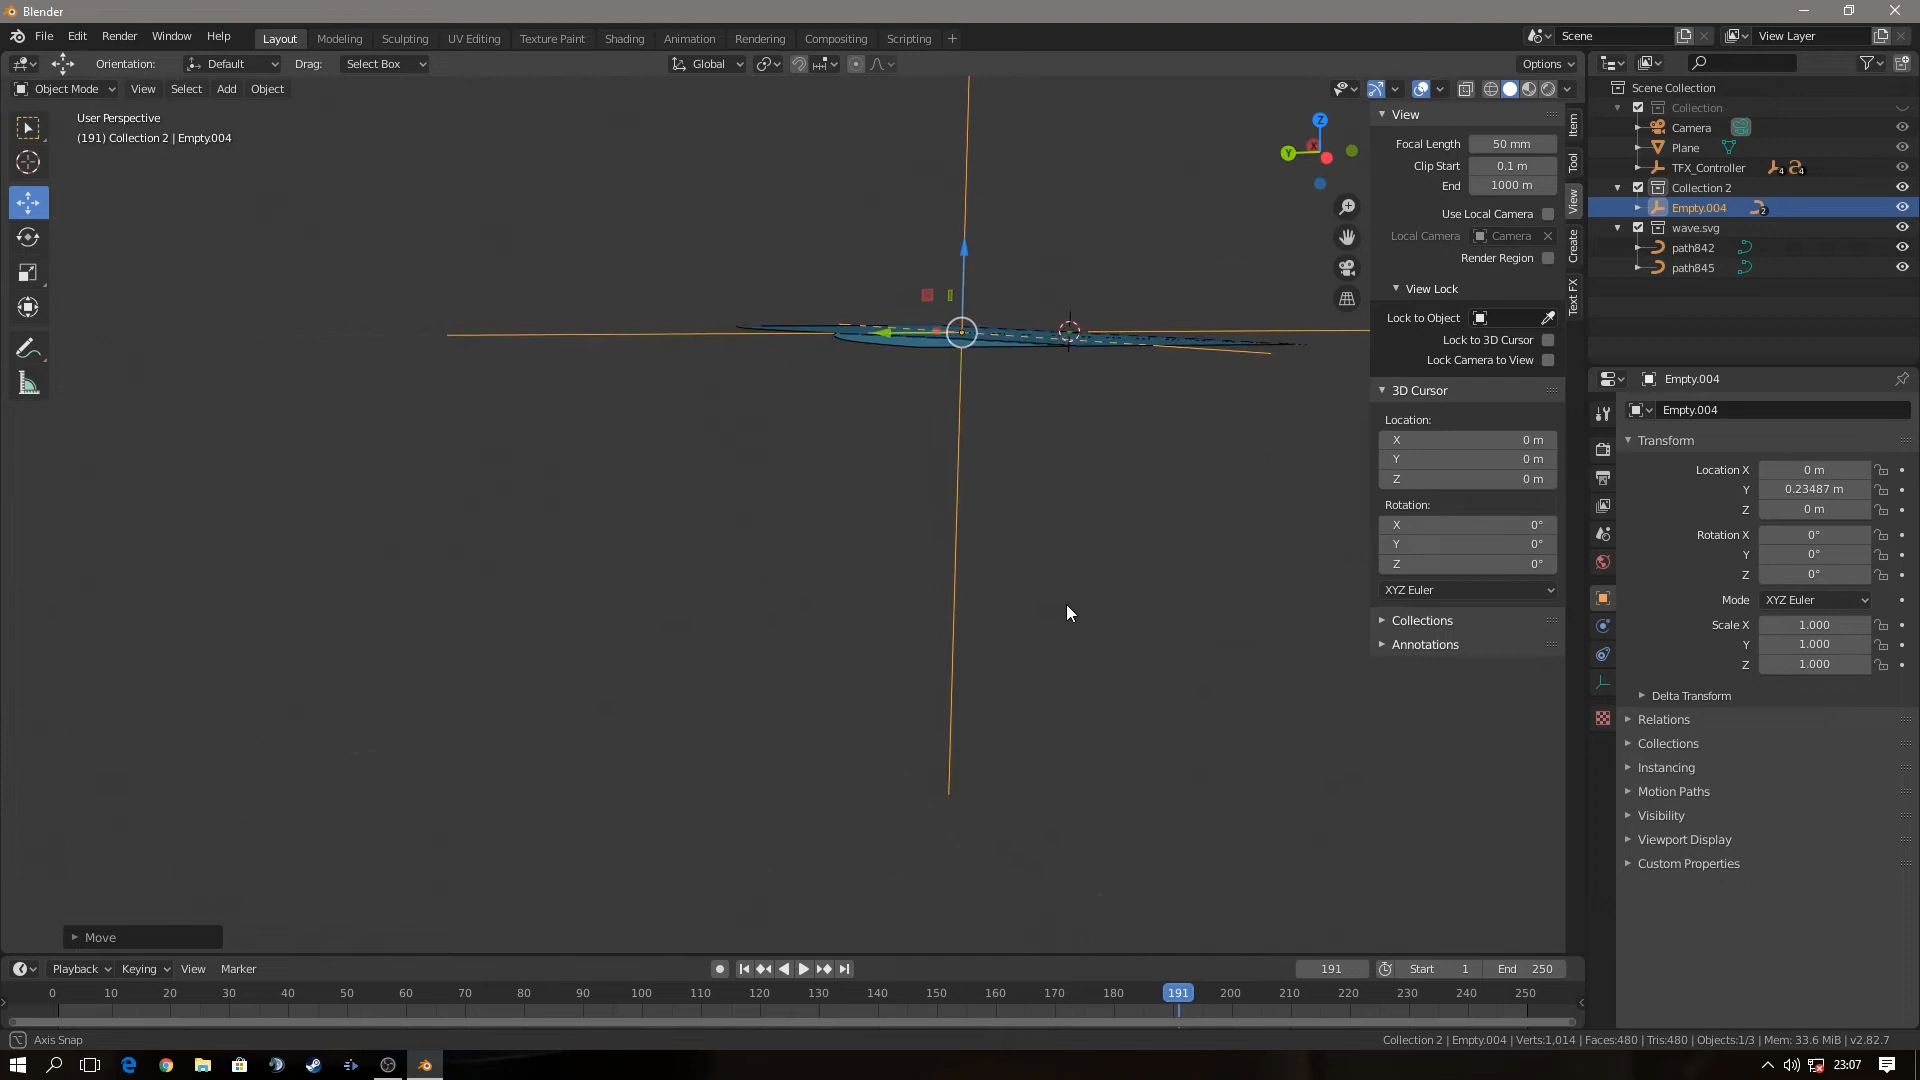 Blender
File Edit Render Window Help
Layout Modeling Sculpting UV Editing Texture Paint Shading Animation Rendering Compositing Scripting
Scene
View Layer
Orientation: Default Drag: Select Box
Global
Options
Object Mode View Select Add Object
User Perspective
(191) Collection 2 | Empty.004
Z
Y
X
View
Focal Length 50 mm
Clip Start 0.1 m
End 1000 m
Use Local Camera
Local Camera Camera
Render Region
View Lock
Lock to Object
Lock to 3D Cursor
Lock Camera to View
3D Cursor
Location:
X 0 m
Y 0 m
Z 0 m
Rotation:
X 0°
Y 0°
Z 0°
XYZ Euler
Collections
Annotations
Item
Tool
View
Create
Text FX
Scene Collection
Collection
Camera
Plane
TFX_Controller 4 4
Collection 2
Empty.004 2
wave.svg
path842
path845
Empty.004
Empty.004
Transform
Location X 0 m
Y 0.23487 m
Z 0 m
Rotation X 0°
Y 0°
Z 0°
Mode XYZ Euler
Scale X 1.000
Y 1.000
Z 1.000
Delta Transform
Relations
Collections
Instancing
Motion Paths
Visibility
Viewport Display
Custom Properties
Move
Playback Keying View Marker
191 Start 1 End 250
0 10 20 30 40 50 60 70 80 90 100 110 120 130 140 150 160 170 180 191 200 210 220 230 240 250
Axis Snap
Collection 2 | Empty.004 | Verts:1,014 | Faces:480 | Tris:480 | Objects:1/3 | Mem: 33.6 MiB | v2.82.7
23:07